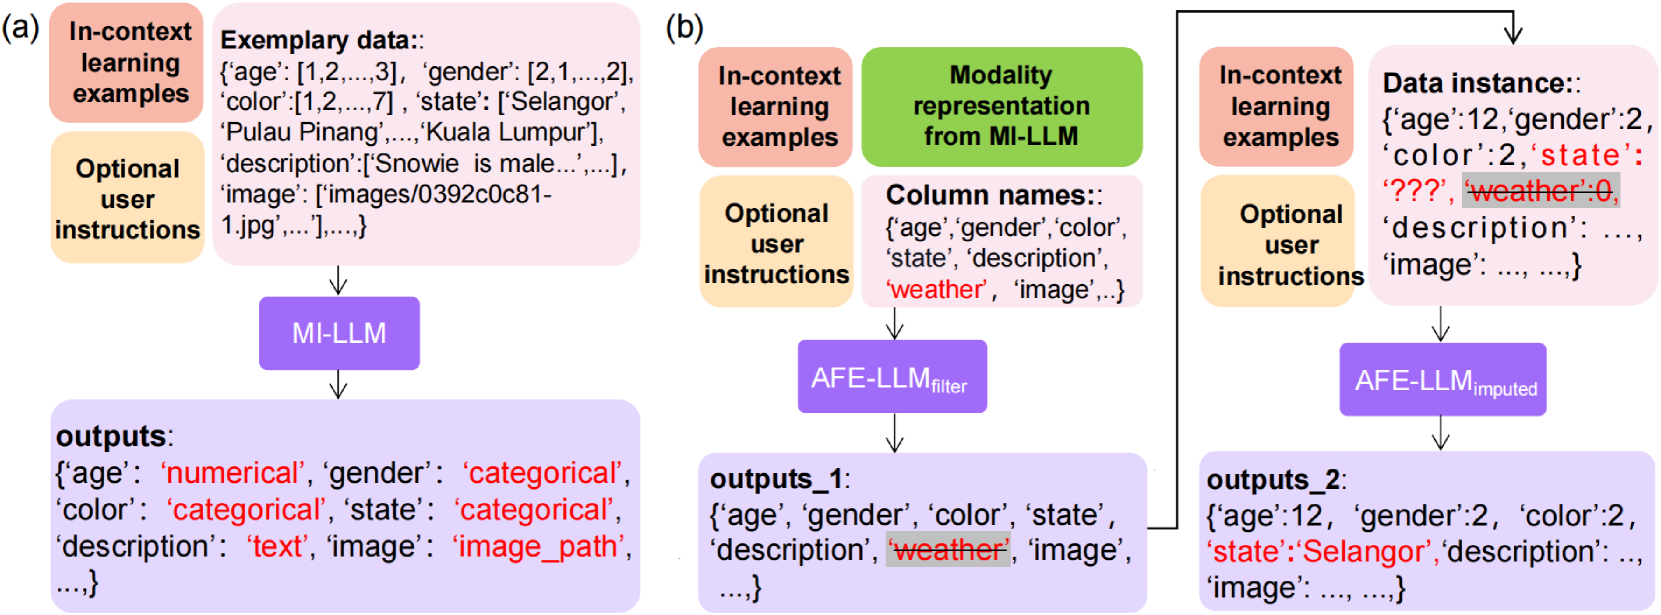 (a)
In-context
learning
examples
Optional
user
instructions
Exemplary data::
{‘age’: [1,2,...,3], ‘gender’: [2,1,...,2],
‘color’:[1,2,...,7] , ‘state’: [‘Selangor’,
‘Pulau Pinang’,...,‘Kuala Lumpur’],
‘description’:[‘Snowie is male...’,...],
‘image’: [‘images/0392c0c81-
1.jpg’,...’],...,}
MI-LLM
outputs:
{‘age’: ‘numerical’, ‘gender’: ‘categorical’,
‘color’: ‘categorical’, ‘state’: ‘categorical’,
‘description’: ‘text’, ‘image’: ‘image_path’,
...,}
(b)
In-context
learning
examples
Modality
representation
from MI-LLM
Optional
user
instructions
Column names::
{‘age’,‘gender’,‘color’,
‘state’, ‘description’,
‘weather’, ‘image’,..}
AFE-LLMfilter
outputs_1:
{‘age’, ‘gender’, ‘color’, ‘state’,
‘description’, ‘weather’, ‘image’,
...,}
In-context
learning
examples
Optional
user
instructions
Data instance::
{‘age’:12,‘gender’:2,
‘color’:2,‘state’:
‘???’, ‘weather’:0,
‘description’: ...,
‘image’: ..., ...,}
AFE-LLMimputed
outputs_2:
{‘age’:12, ‘gender’:2, ‘color’:2,
‘state’:‘Selangor’,‘description’: ..,
‘image’: ..., ...,}